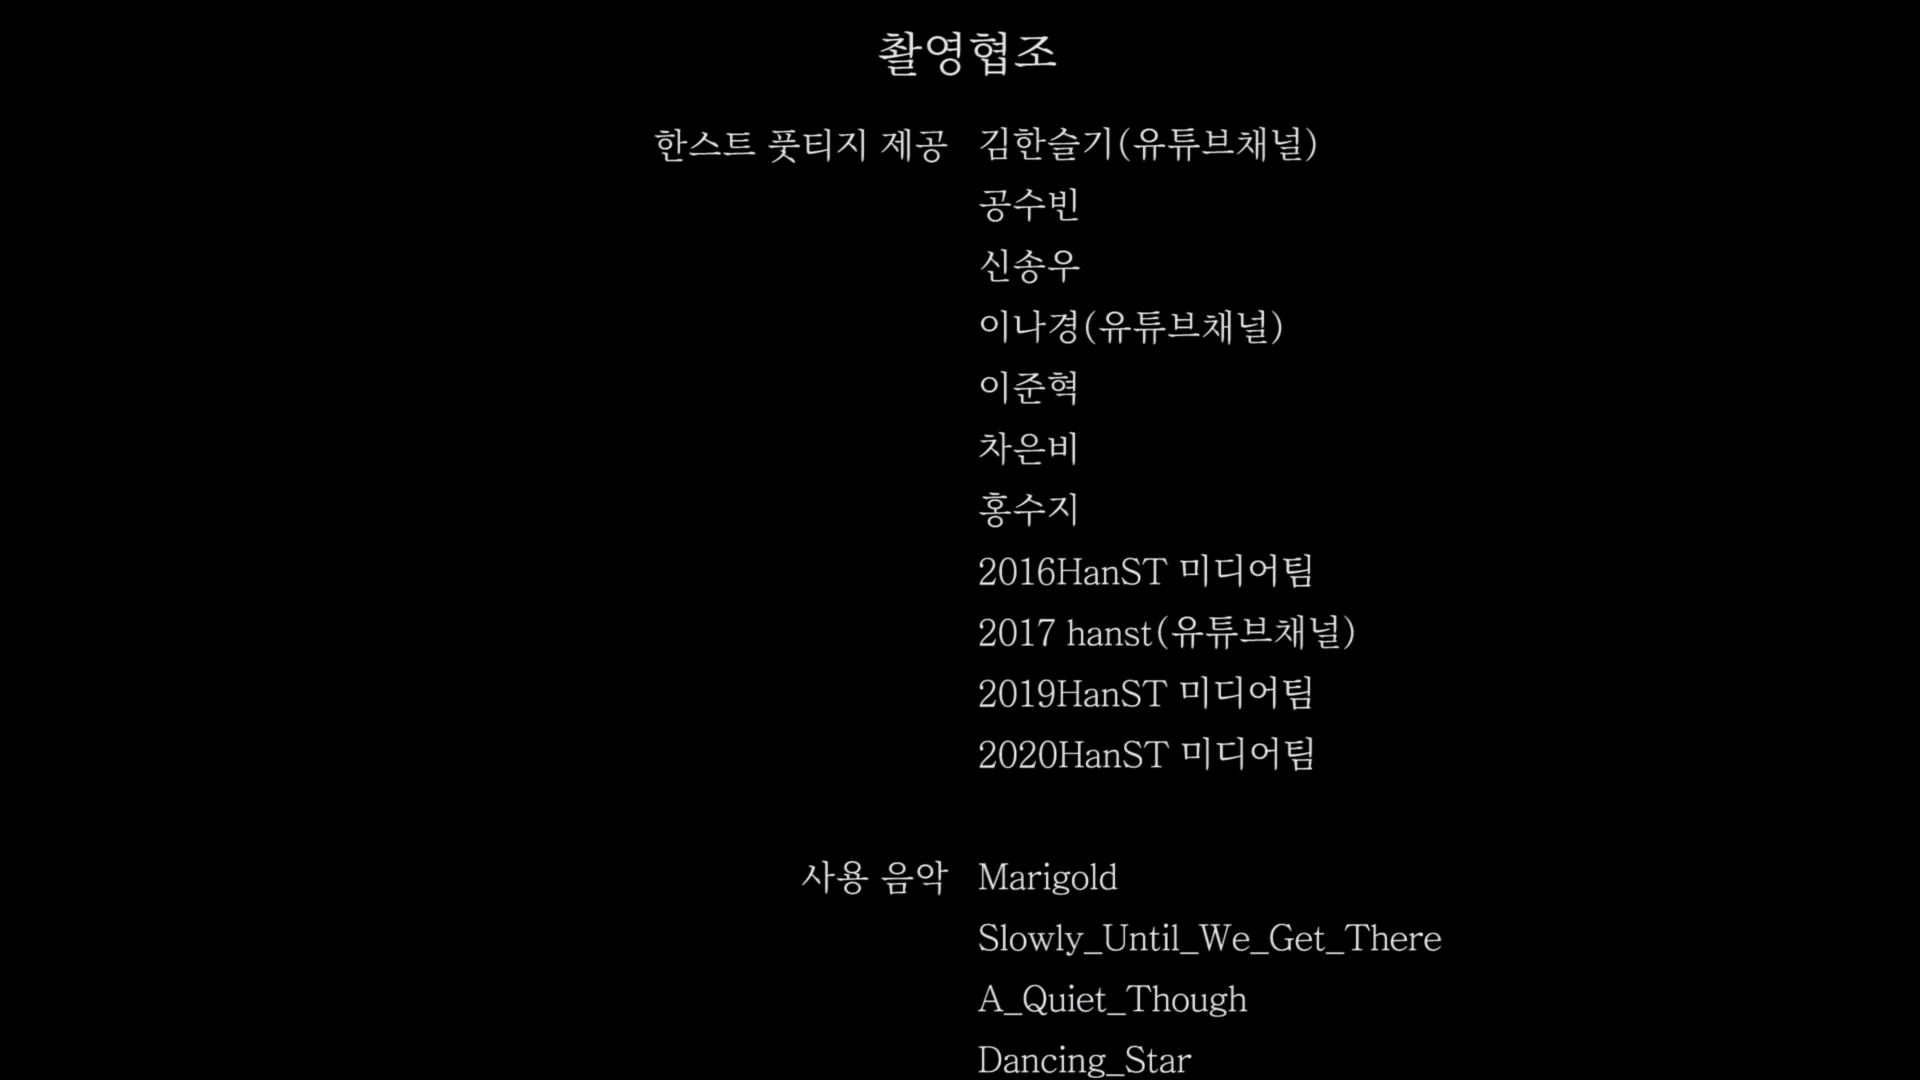 촬영협조
한스트 풋티지 제공 김한슬기(유튜브채널)
공수빈
신송우
이나경(유튜브채널)
이준혁
차은비
홍수지
2016HanST 미디어팀
2017 hanst(유튜브채널)
2019HanST 미디어팀
2020HanST 미디어팀
사용 음악 Marigold
Slowly_Until_We_Get_There
A_Quiet_Though
Dancing_Star